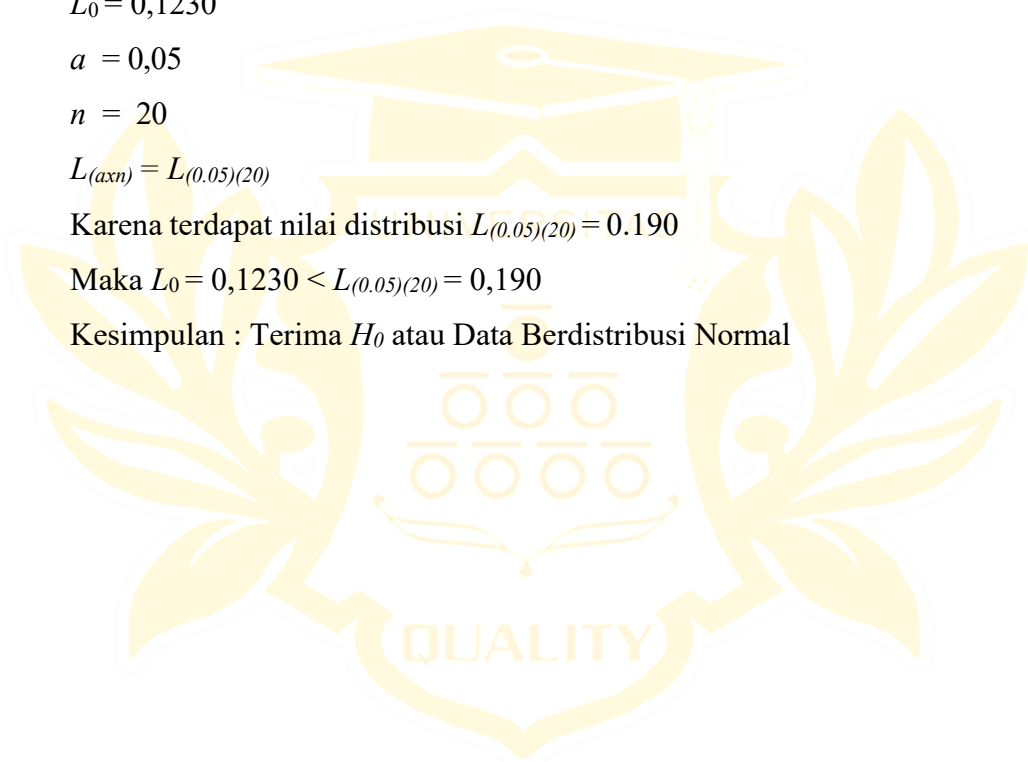 L0 = 0,1230
a = 0,05
n = 20
L(axn) = L(0.05)(20)
Karena terdapat nilai distribusi L(0.05)(20) = 0.190
Maka L0 = 0,1230 < L(0.05)(20) = 0,190
Kesimpulan : Terima H0 atau Data Berdistribusi Normal
UNIVERSITAS
QUALITY